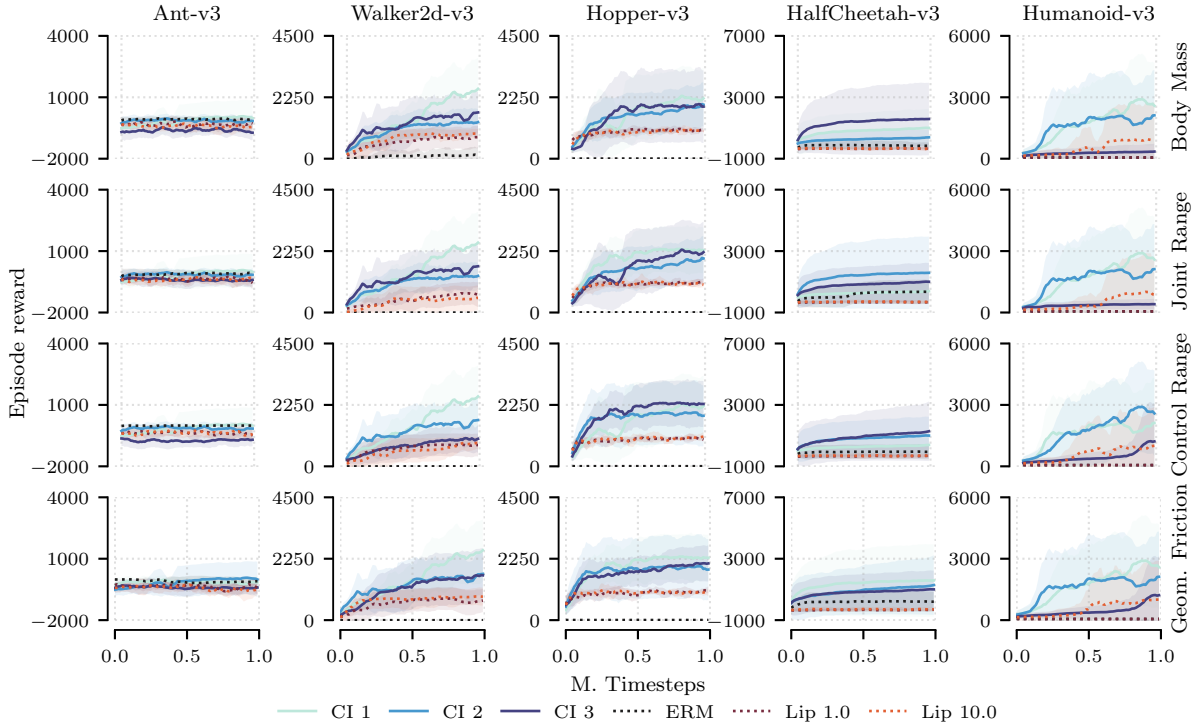 Ant-v3 Walker2d-v3 Hopper-v3 HalfCheetah-v3 Humanoid-v3
4000 4500 4500 7000 6000
1000 2250 2250 3000 3000
−2000 0 0 −1000 0
Body Mass
4000 4500 4500 7000 6000
1000 2250 2250 3000 3000
−2000 0 0 −1000 0
Joint Range
4000 4500 4500 7000 6000
1000 2250 2250 3000 3000
−2000 0 0 −1000 0
Control Range
4000 4500 4500 7000 6000
1000 2250 2250 3000 3000
−2000 0 0 −1000 0
Geom. Friction
Episode reward
0.0 0.5 1.0 0.0 0.5 1.0 0.0 0.5 1.0 0.0 0.5 1.0 0.0 0.5 1.0
M. Timesteps
CI 1 CI 2 CI 3 ERM Lip 1.0 Lip 10.0